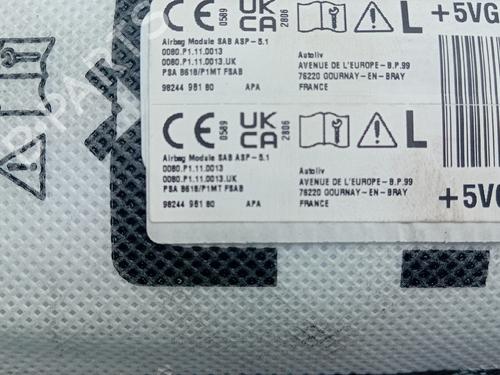 CE 0589 UK CA 2806 L +5VG
Airbag Module SAB ASP - 5.1 Autoliv
0080.P1.11.0013 AVENUE DE L'EUROPE - B.P.99
0080.P1.11.0013.UK 76220 GOURNAY - EN - BRAY
PSA B618/P1MT FSAB FRANCE
98244 981 80 APA
CE 0589 UK CA 2806 L
Airbag Module SAB ASP - 5.1 Autoliv
0080.P1.11.0013 AVENUE DE L'EUROPE - B.P.99
0080.P1.11.0013.UK 76220 GOURNAY - EN - BRAY
PSA B618/P1MT FSAB FRANCE
98244 981 80 APA +5VG